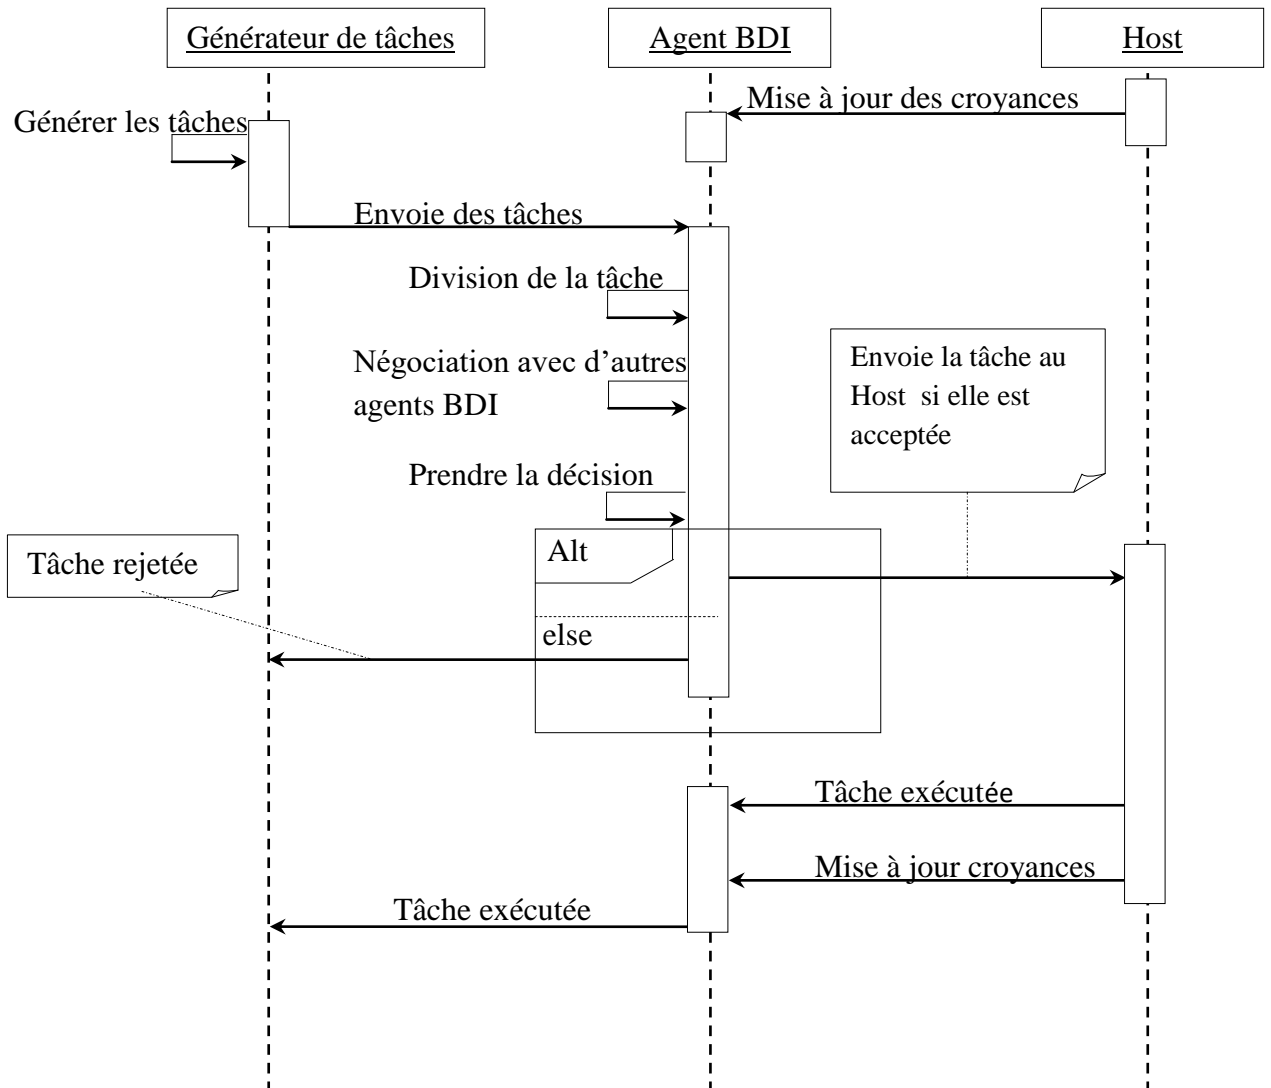 Générateur de tâches
Agent BDI
Host
Mise à jour des croyances
Générer les tâches
Envoie des tâches
Division de la tâche
Négociation avec d’autres
agents BDI
Envoie la tâche au
Host si elle est
acceptée
Prendre la décision
Alt
Tâche rejetée
else
Tâche exécutée
Mise à jour croyances
Tâche exécutée